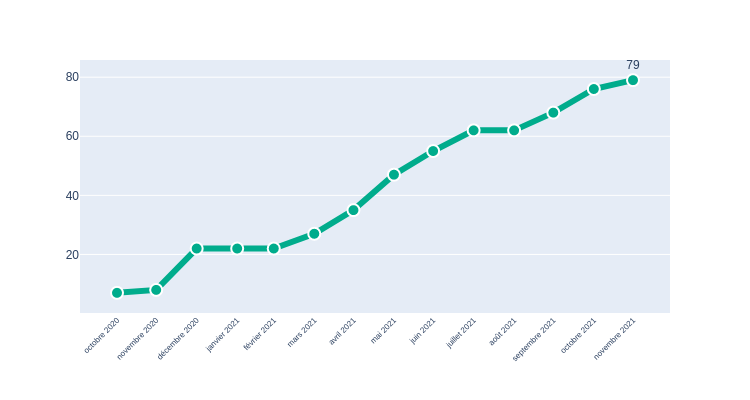 79
80
60
40
20
octobre 2020
novembre 2020
décembre 2020
janvier 2021
février 2021
mars 2021
avril 2021
mai 2021
juin 2021
juillet 2021
août 2021
septembre 2021
octobre 2021
novembre 2021